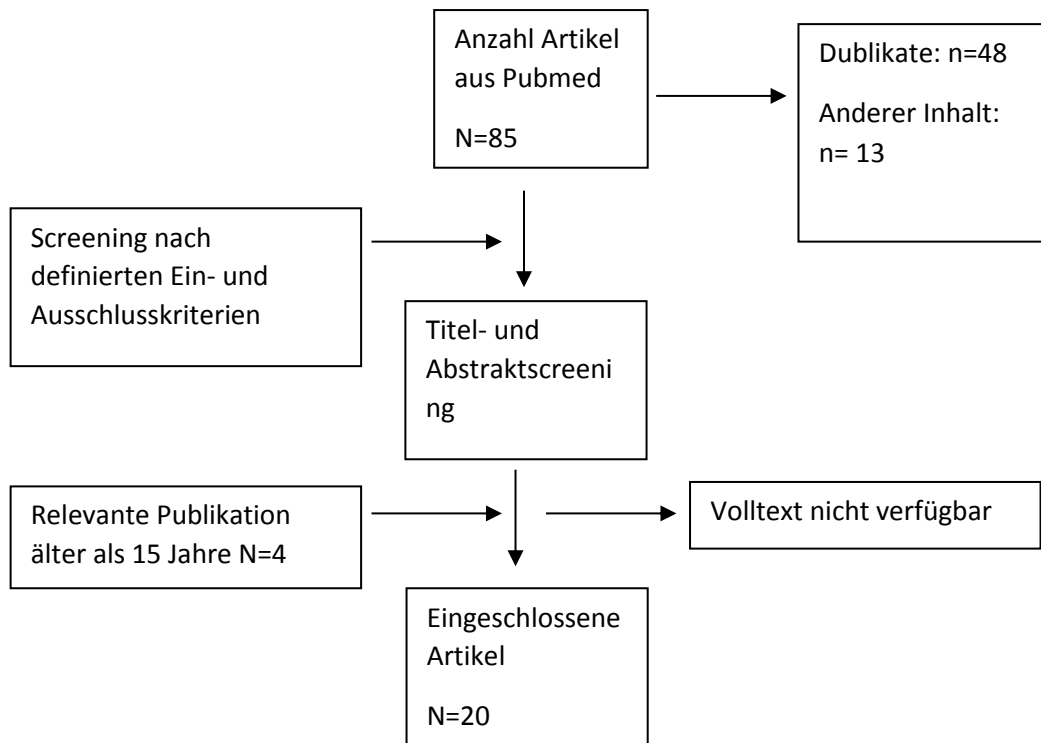 Anzahl Artikel
aus Pubmed
N=85
Dublikate: n=48
Anderer Inhalt:
n= 13
Screening nach
definierten Ein- und
Ausschlusskriterien
Titel- und
Abstraktscreeni
ng
Relevante Publikation
älter als 15 Jahre N=4
Volltext nicht verfügbar
Eingeschlossene
Artikel
N=20